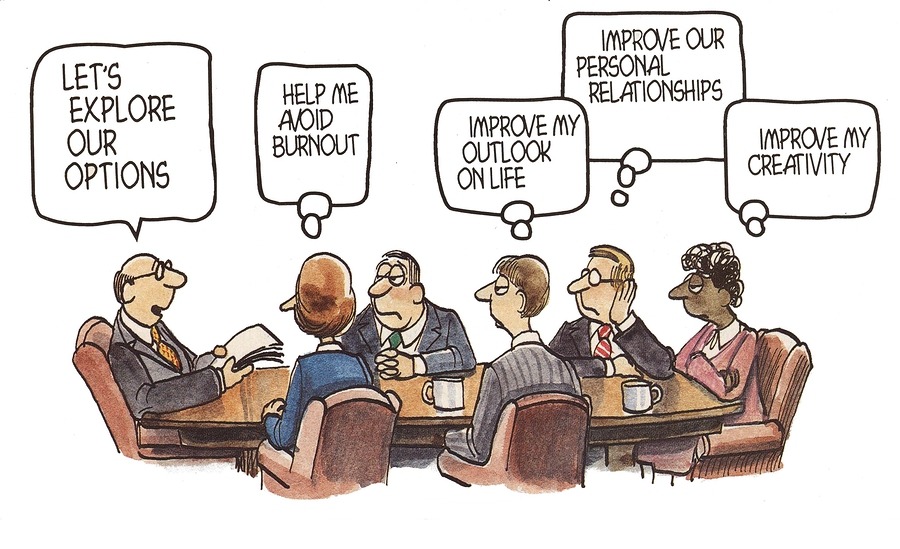 LET'S
EXPLORE
OUR
OPTIONS
HELP ME
AVOID
BURNOUT
IMPROVE MY
OUTLOOK
ON LIFE
IMPROVE OUR
PERSONAL
RELATIONSHIPS
IMPROVE MY
CREATIVITY